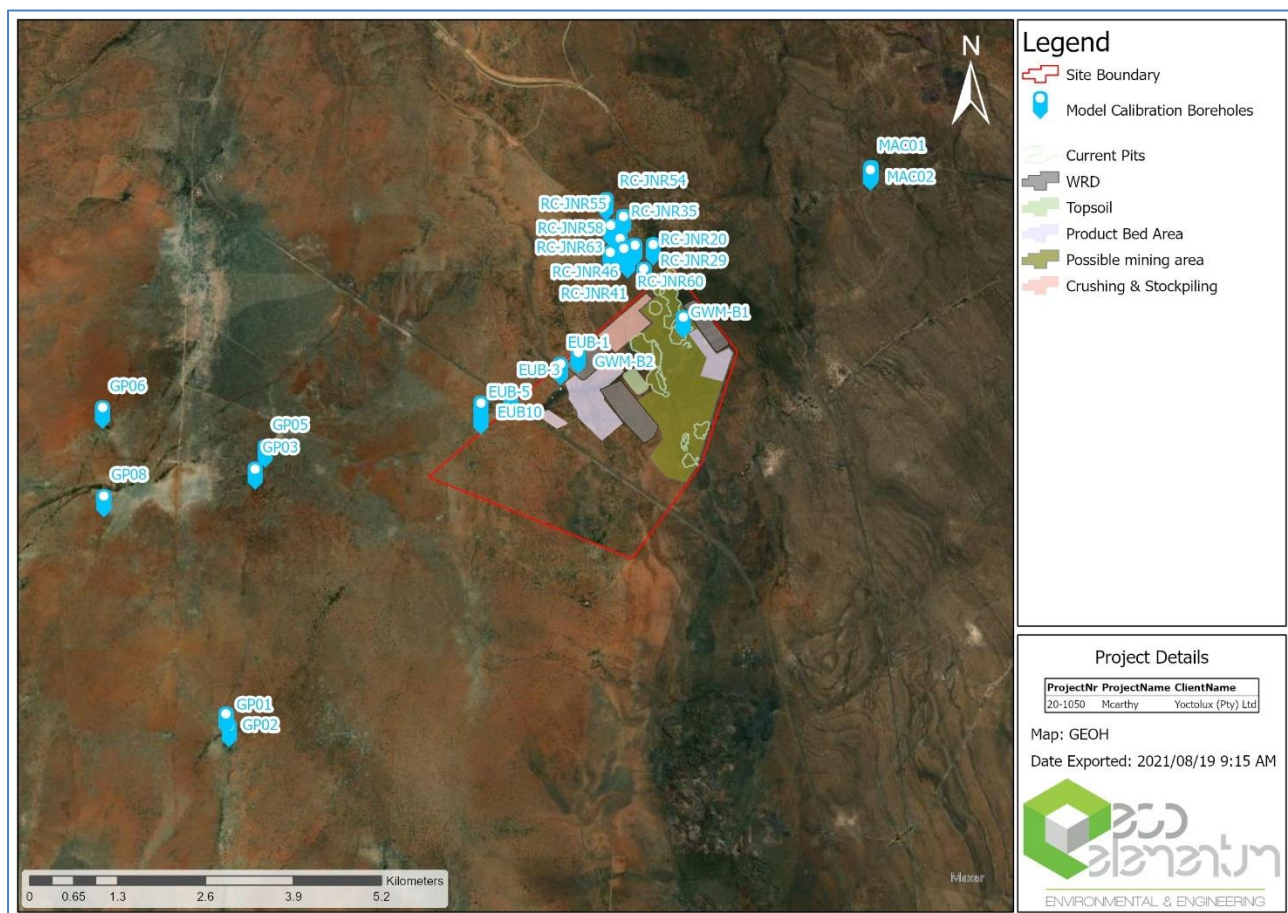 N
MAC01
MAC02
RC-JNR54
RC-JNR55
RC-JNR35
RC-JNR58
RC-JNR63
RC-JNR20
RC-JNR29
RC-JNR46
RC-JNR60
RC-JNR41
GWM-B1
EUB-1
GWM-B2
EUB-3
EUB-5
EUB10
GP06
GP05
GP03
GP08
GP01
GP02
Kilometers
0 0.65 1.3 2.6 3.9 5.2
Maxar
Legend
Site Boundary
Model Calibration Boreholes
Current Pits
WRD
Topsoil
Product Bed Area
Possible mining area
Crushing & Stockpiling
Project Details
ProjectNr ProjectName ClientName
20-1050 Mcarthy Yoctolux (Pty) Ltd
Map: GEOH
Date Exported: 2021/08/19 9:15 AM
eco
elementum
ENVIRONMENTAL & ENGINEERING